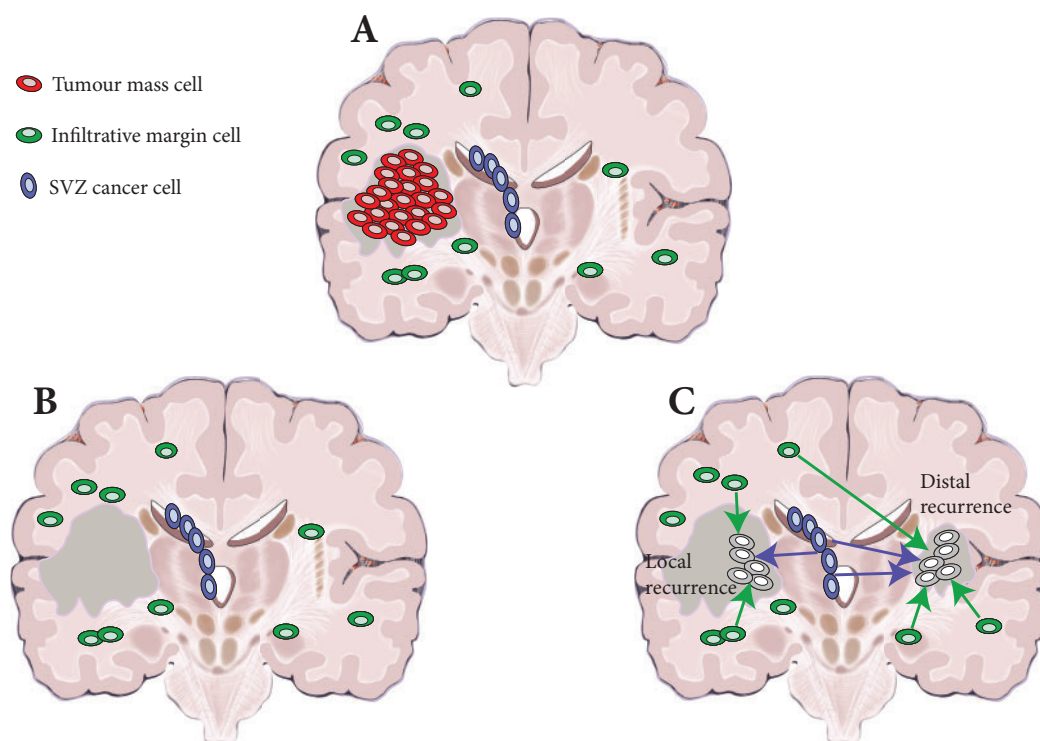 A
Tumour mass cell
Infiltrative margin cell
SVZ cancer cell
B
C
Distal
recurrence
Local
recurrence